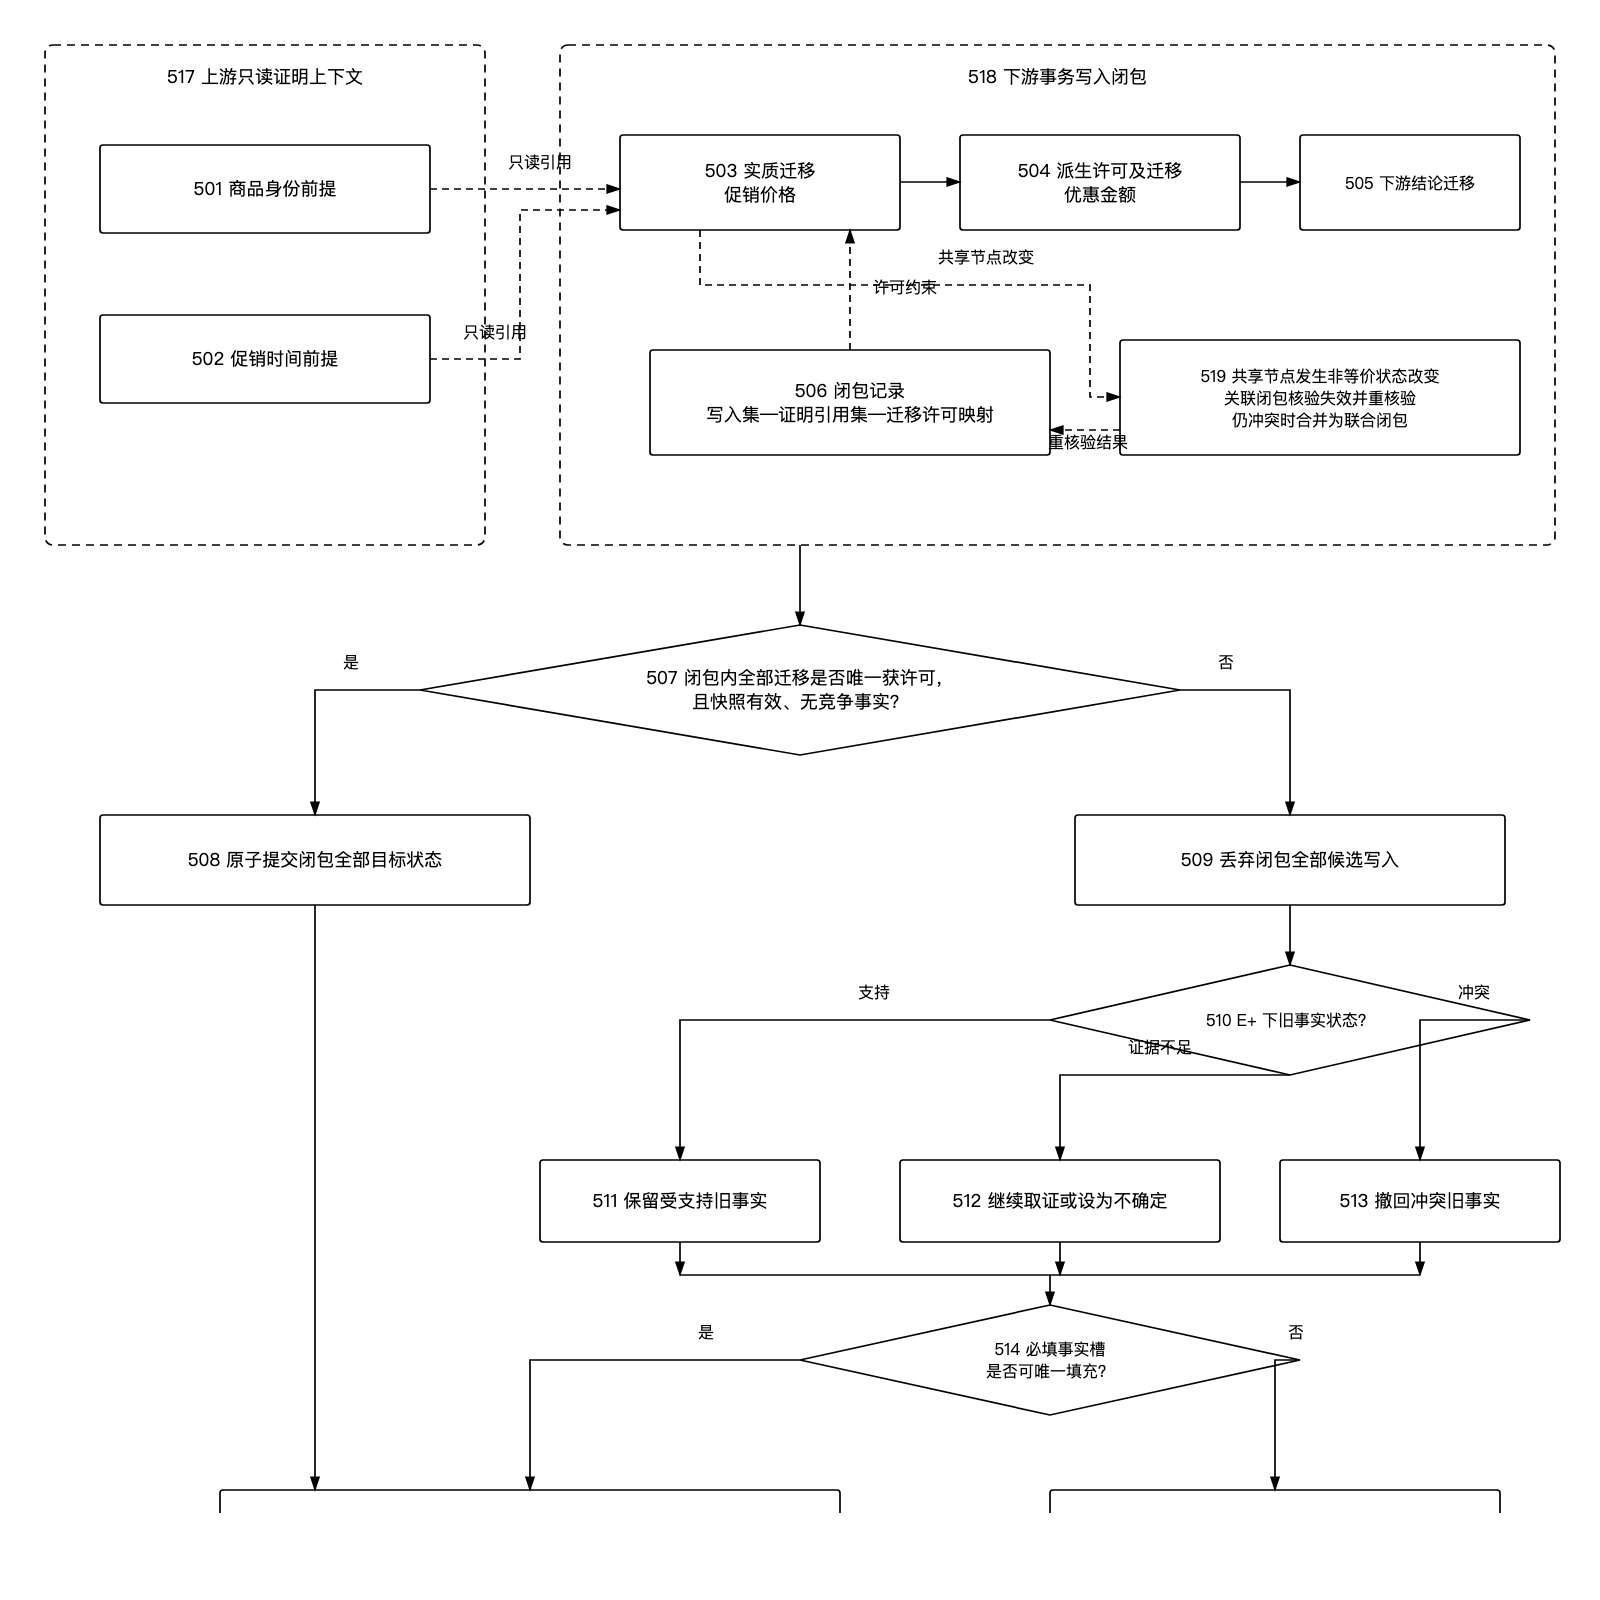 517 上游只读证明上下文
518 下游事务写入闭包
501 商品身份前提
只读引用
503 实质迁移
促销价格
504 派生许可及迁移
优惠金额
505 下游结论迁移
共享节点改变
许可约束
502 促销时间前提
只读引用
506 闭包记录
写入集—证明引用集—迁移许可映射
519 共享节点发生非等价状态改变
关联闭包核验失效并重核验
仍冲突时合并为联合闭包
重核验结果
507 闭包内全部迁移是否唯一获许可，
且快照有效、无竞争事实？
是
否
508 原子提交闭包全部目标状态
509 丢弃闭包全部候选写入
510 E+ 下旧事实状态？
支持
证据不足
冲突
511 保留受支持旧事实
512 继续取证或设为不确定
513 撤回冲突旧事实
514 必填事实槽
是否可唯一填充？
是
否